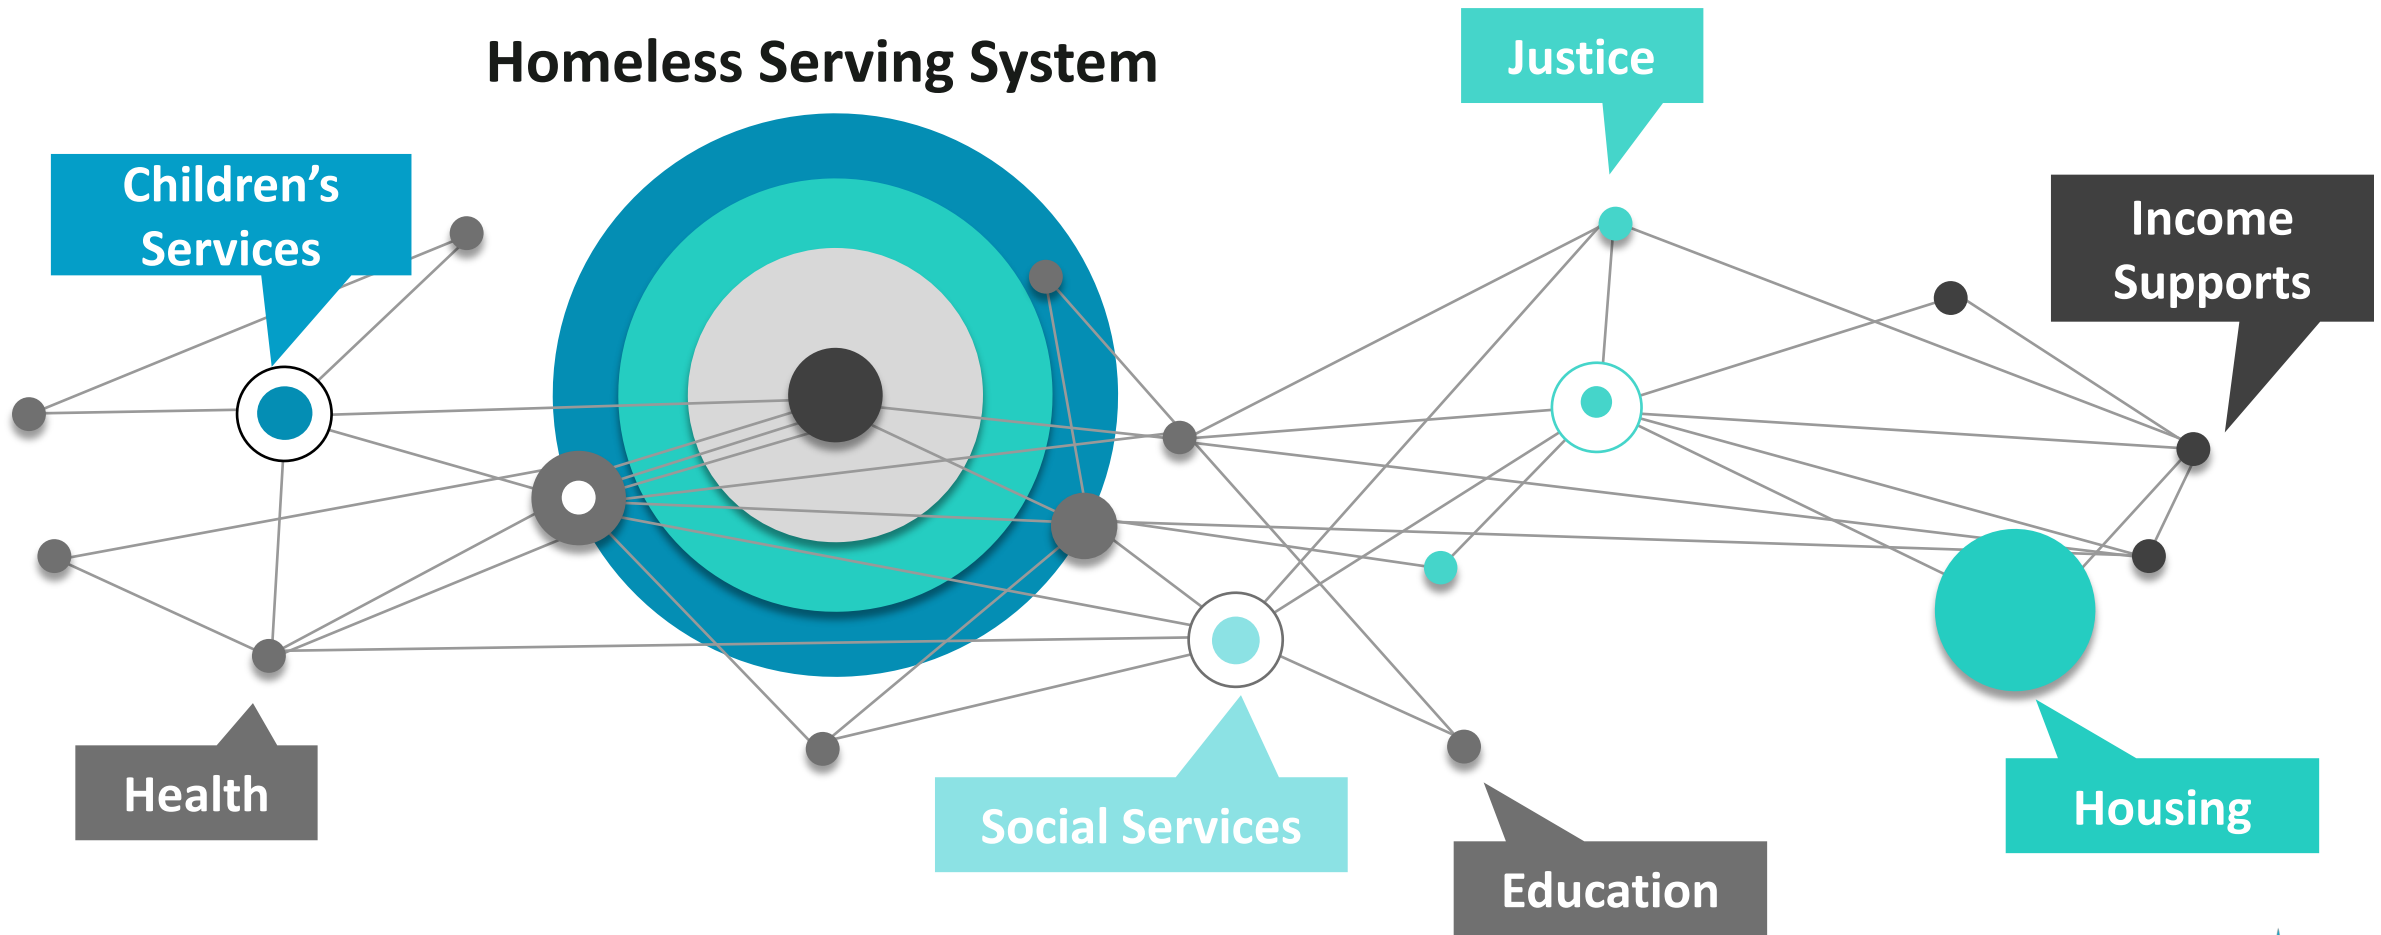 Homeless Serving System
Justice
Children’s
Services
Income
Supports
Health
Social Services
Housing
Education